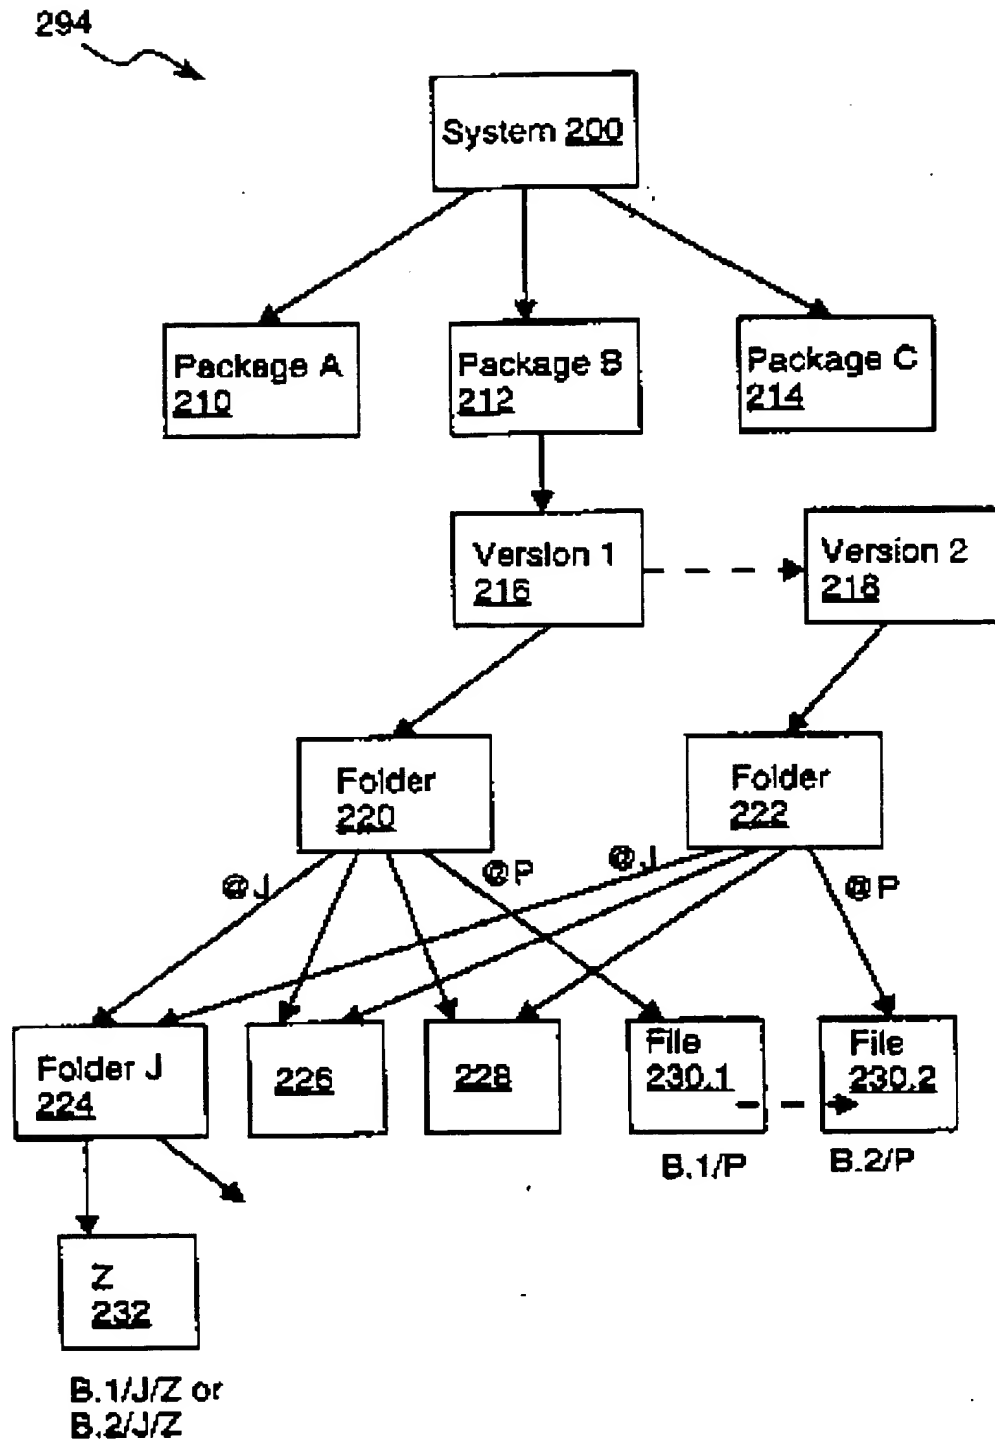 294
System 200
Package A
210
Package B
212
Package C
214
Version 1
216
Version 2
218
Folder
220
Folder
222
@J
@P
@J
@P
Folder J
224
226
228
File
230.1
File
230.2
B.1/P
B.2/P
Z
232
B.1/J/Z or
B.2/J/Z